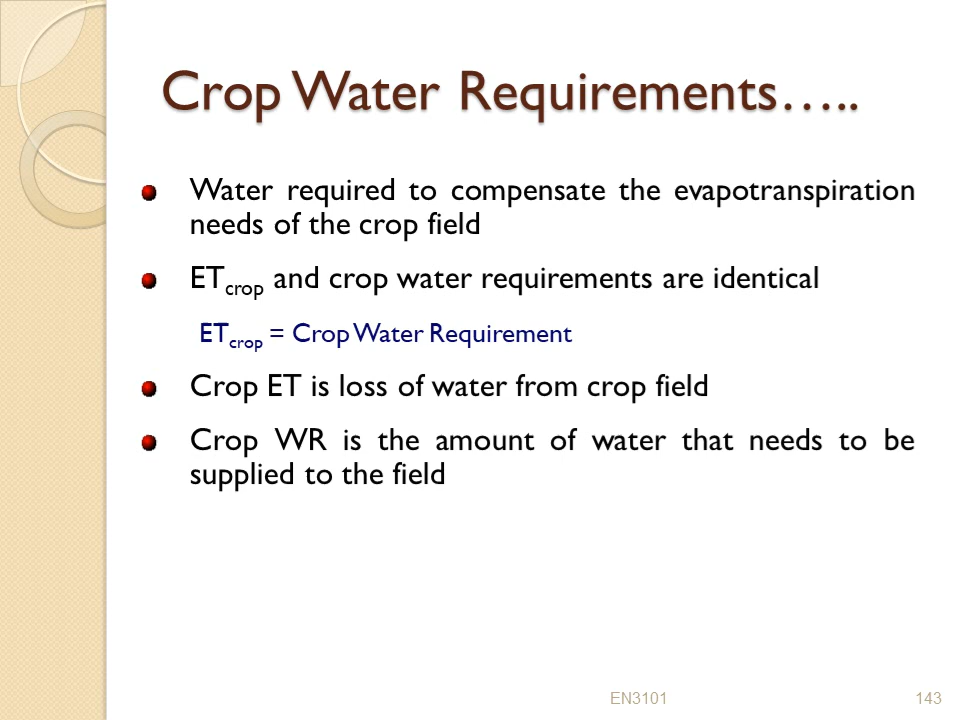 Crop Water Requirements…..
Water required to compensate the evapotranspiration
needs of the crop field
ETcrop and crop water requirements are identical
ETcrop = Crop Water Requirement
Crop ET is loss of water from crop field
Crop WR is the amount of water that needs to be
supplied to the field
EN3101 143